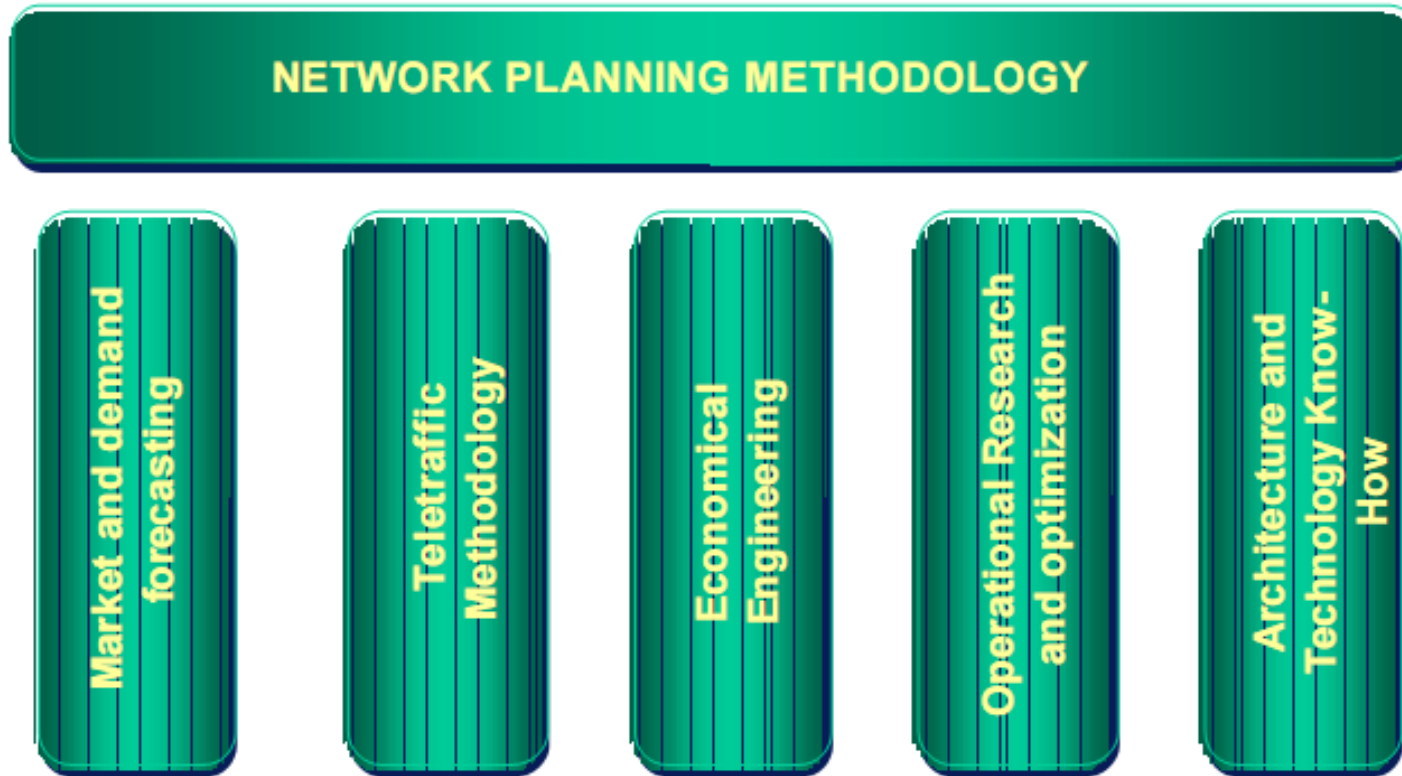 NETWORK PLANNING METHODOLOGY
Market and demand
forecasting
Teletraffic
Methodology
Economical
Engineering
Operational Research
and optimization
Architecture and
Technology Know-
How